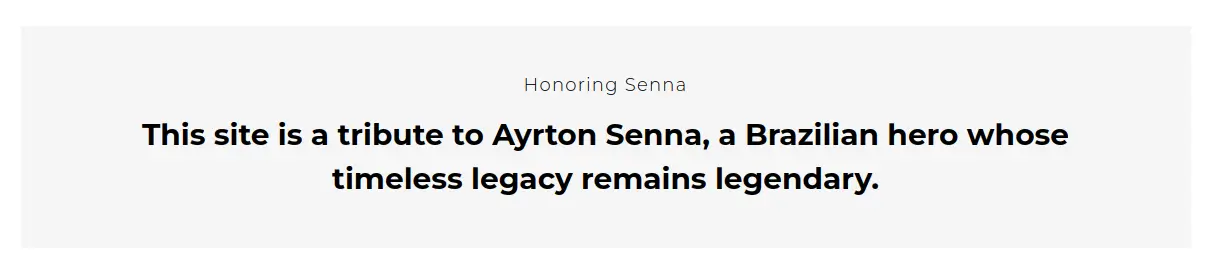 Honoring Senna
This site is a tribute to Ayrton Senna, a Brazilian hero whose
timeless legacy remains legendary.